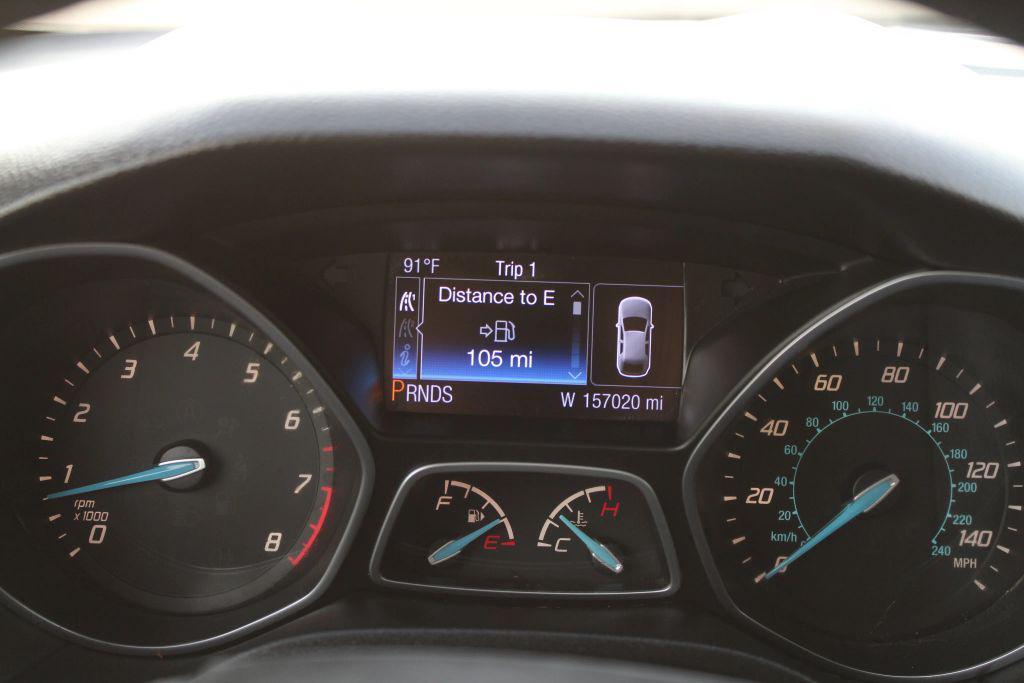 91°F Trip 1
Distance to E
105 mi
PRNDS W 157020 mi
0 1 2 3 4 5 6 7 8
rpm
x1000
F E
C H
0 20 40 60 80 100 120 140
MPH
20 40 60 80 100 120 140 160 180 200 220 240
km/h